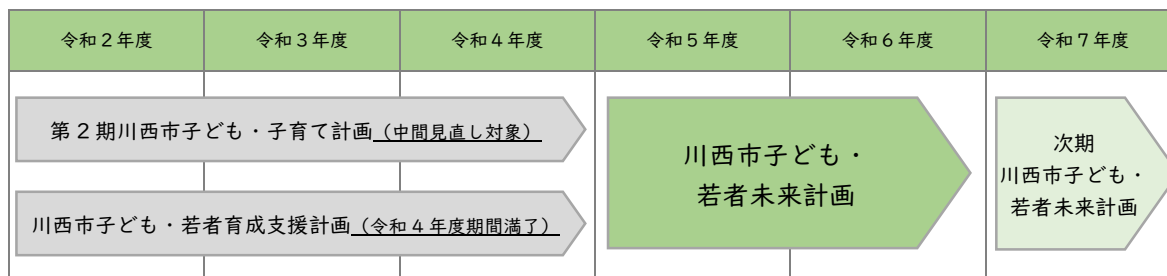 令和２年度
令和３年度
令和４年度
令和５年度
令和６年度
令和７年度
第２期川西市子ども・子育て計画（中間見直し対象）
川西市子ども・若者育成支援計画（令和４年度期間満了）
川西市子ども・
若者未来計画
次期
川西市子ども・
若者未来計画